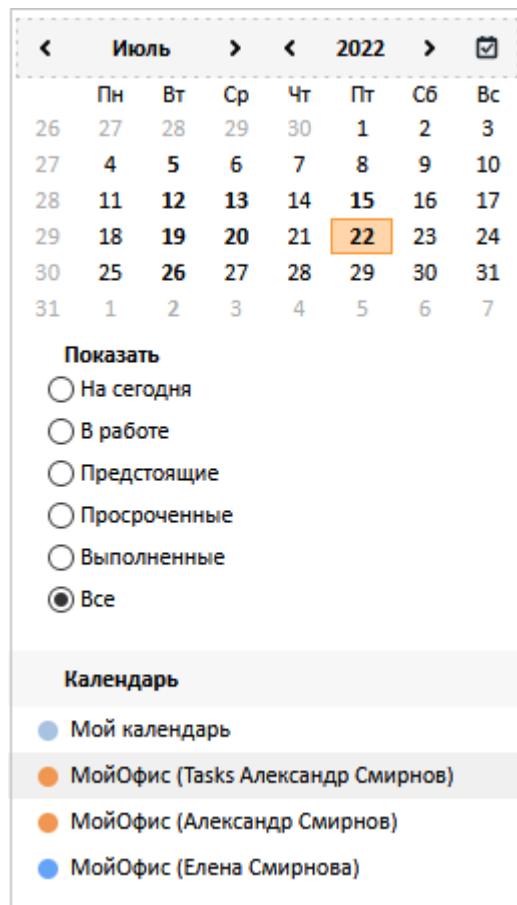 Июль 2022
Пн Вт Ср Чт Пт Сб Вс
26 27 28 29 30 1 2 3
27 4 5 6 7 8 9 10
28 11 12 13 14 15 16 17
29 18 19 20 21 22 23 24
30 25 26 27 28 29 30 31
31 1 2 3 4 5 6 7
Показать
На сегодня
В работе
Предстоящие
Просроченные
Выполненные
Все
Календарь
Мой календарь
МойОфис (Tasks Александр Смирнов)
МойОфис (Александр Смирнов)
МойОфис (Елена Смирнова)